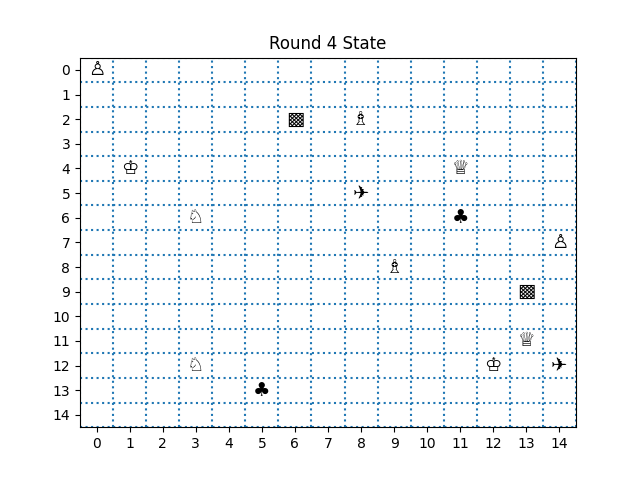 Round 4 State
0 ♙
1
2 ▩ ♗
3
4 ♔ ♕
5 ✈
6 ♘ ♣
7 ♙
8 ♗
9 ▩
10
11 ♕
12 ♘ ♔ ✈
13 ♣
14
0 1 2 3 4 5 6 7 8 9 10 11 12 13 14